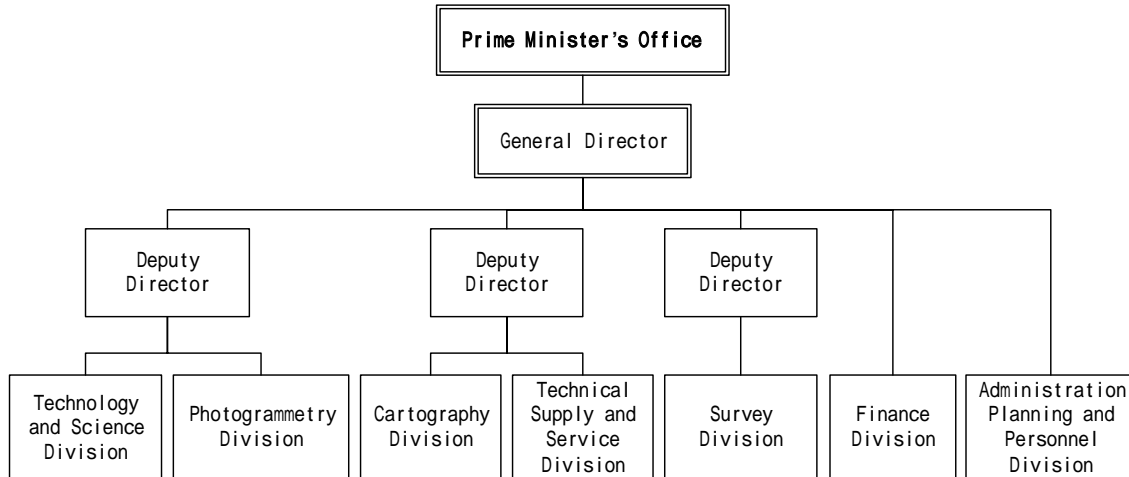 Prime Minister's Office
General Director
Deputy
Director
Deputy
Director
Deputy
Director
Technology
and Science
Division
Photogrammetry
Division
Cartography
Division
Technical
Supply and
Service
Division
Survey
Division
Finance
Division
Administration
Planning and
Personnel
Division